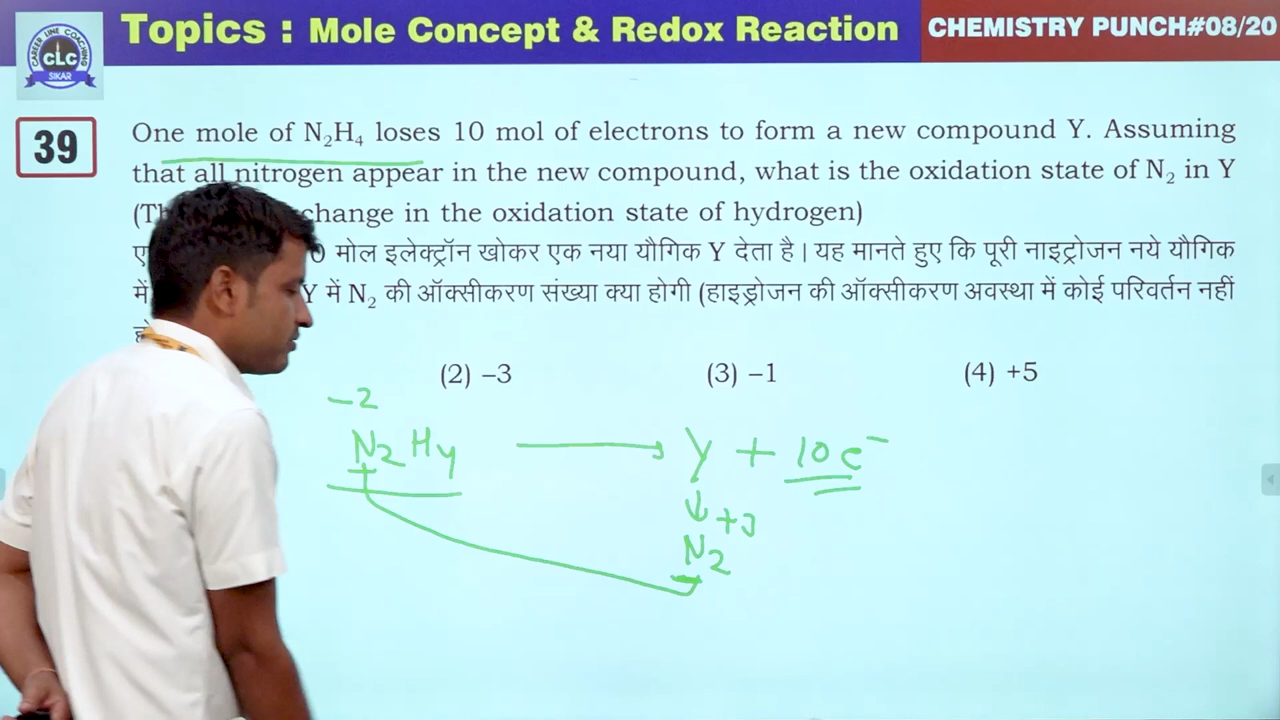 Topics : Mole Concept & Redox Reaction
CHEMISTRY PUNCH#08/20
CAREER LINE COACHING
CLC
SIKAR
39
One mole of N₂H₄ loses 10 mol of electrons to form a new compound Y. Assuming
that all nitrogen appear in the new compound, what is the oxidation state of N₂ in Y
change in the oxidation state of hydrogen)
मोल इलेक्ट्रॉन खोकर एक नया यौगिक Y देता है। यह मानते हुए कि पूरी नाइट्रोजन नये यौगिक
में Y में N₂ की ऑक्सीकरण संख्या क्या होगी (हाइड्रोजन की ऑक्सीकरण अवस्था में कोई परिवर्तन नहीं
(2) –3 (3) –1 (4) +5
–2
N₂H₄ Y + 10e⁻
+3
N₂